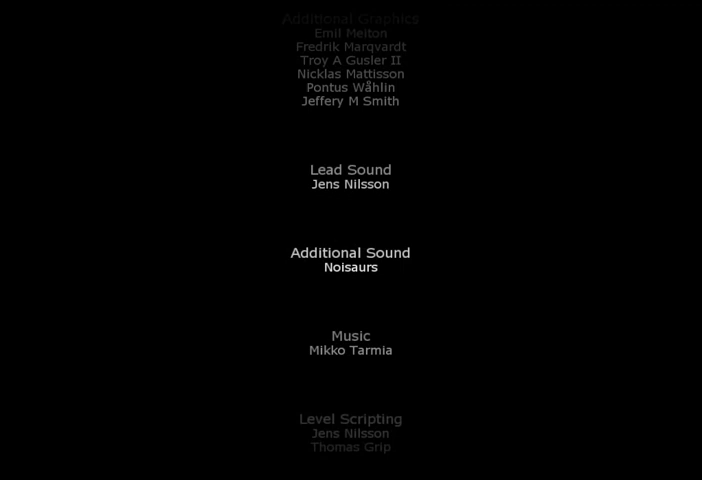 Additional Graphics
Emil Meiton
Fredrik Marqvardt
Troy A Gusler II
Nicklas Mattisson
Pontus Wåhlin
Jeffery M Smith
Lead Sound
Jens Nilsson
Additional Sound
Noisaurs
Music
Mikko Tarmia
Level Scripting
Jens Nilsson
Thomas Grip